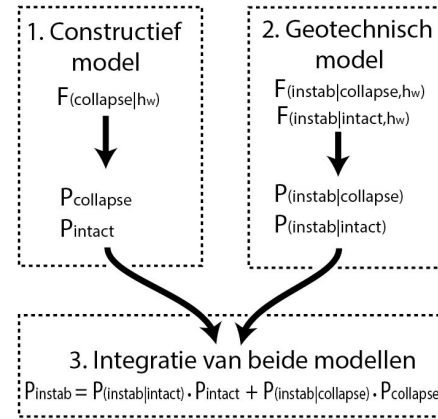 1. Constructief
model
F(collapse|hw)
Pcollapse
Pintact
2. Geotechnisch
model
F(instab|collapse,hw)
F(instab|intact,hw)
P(instab|collapse)
P(instab|intact)
3. Integratie van beide modellen
Pinstab = P(instab|intact) · Pintact + P(instab|collapse) · Pcollapse